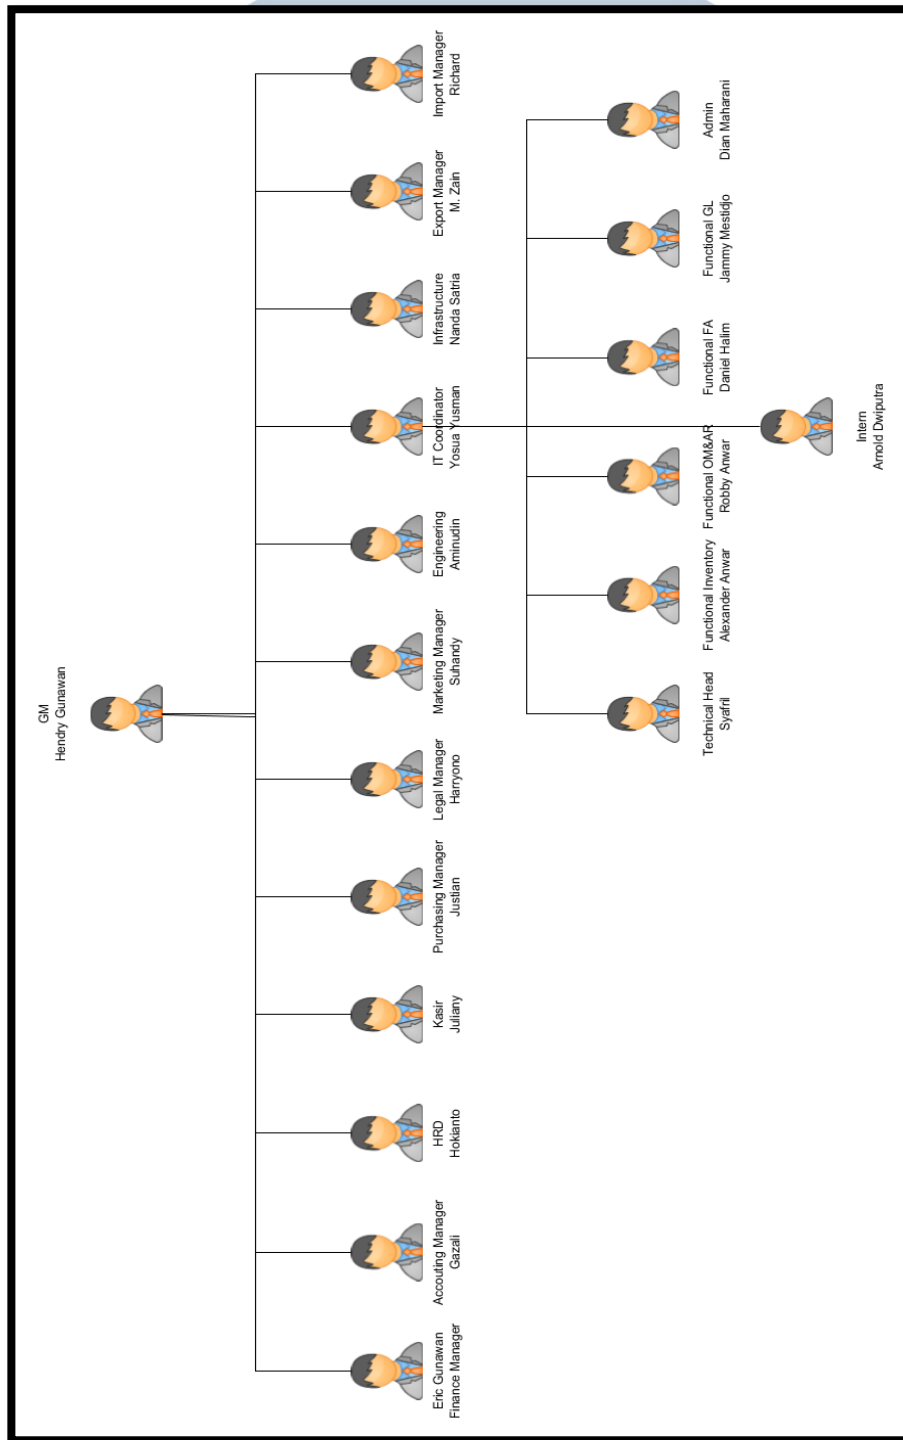 GM
Hendry Gunawan
Eric Gunawan
Finance Manager
Accouting Manager
Gazali
HRD
Hokianto
Kasir
Juliany
Purchasing Manager
Justian
Legal Manager
Harryono
Marketing Manager
Suhandy
Engineering
Aminudin
IT Coordinator
Yosua Yusman
Infrastructure
Nanda Satria
Export Manager
M. Zain
Import Manager
Richard
Technical Head
Syafril
Functional Inventory
Alexander Anwar
Functional OM&AR
Robby Anwar
Functional FA
Daniel Halim
Functional GL
Jammy Mestidjo
Admin
Dian Maharani
Intern
Arnold Dwiputra